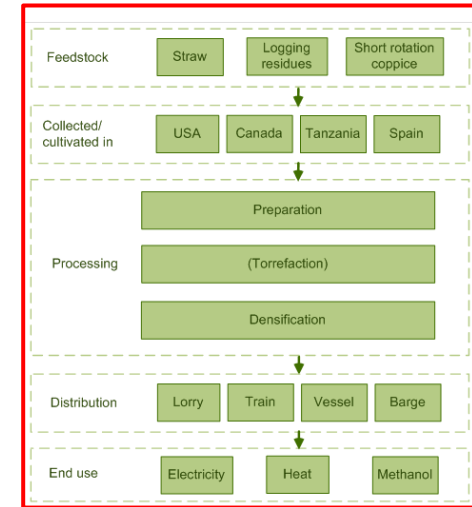 Feedstock
Straw
Logging
residues
Short rotation
coppice
Collected/
cultivated in
USA
Canada
Tanzania
Spain
Processing
Preparation
(Torrefaction)
Densification
Distribution
Lorry
Train
Vessel
Barge
End use
Electricity
Heat
Methanol